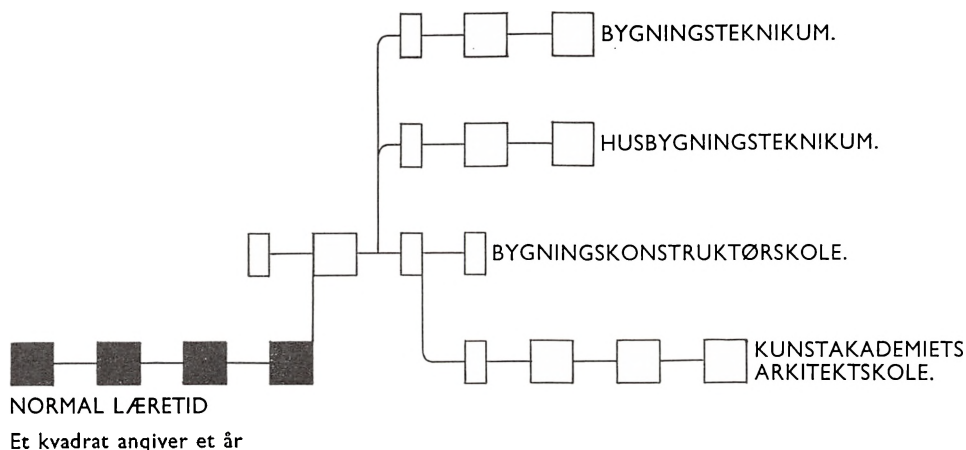 BYGNINGSTEKNIKUM.
HUSBYGNINGSTEKNIKUM.
BYGNINGSKONSTRUKTØRSKOLE.
KUNSTAKADEMIETS
ARKITEKTSKOLE.
NORMAL LÆRETID
Et kvadrat angiver et år